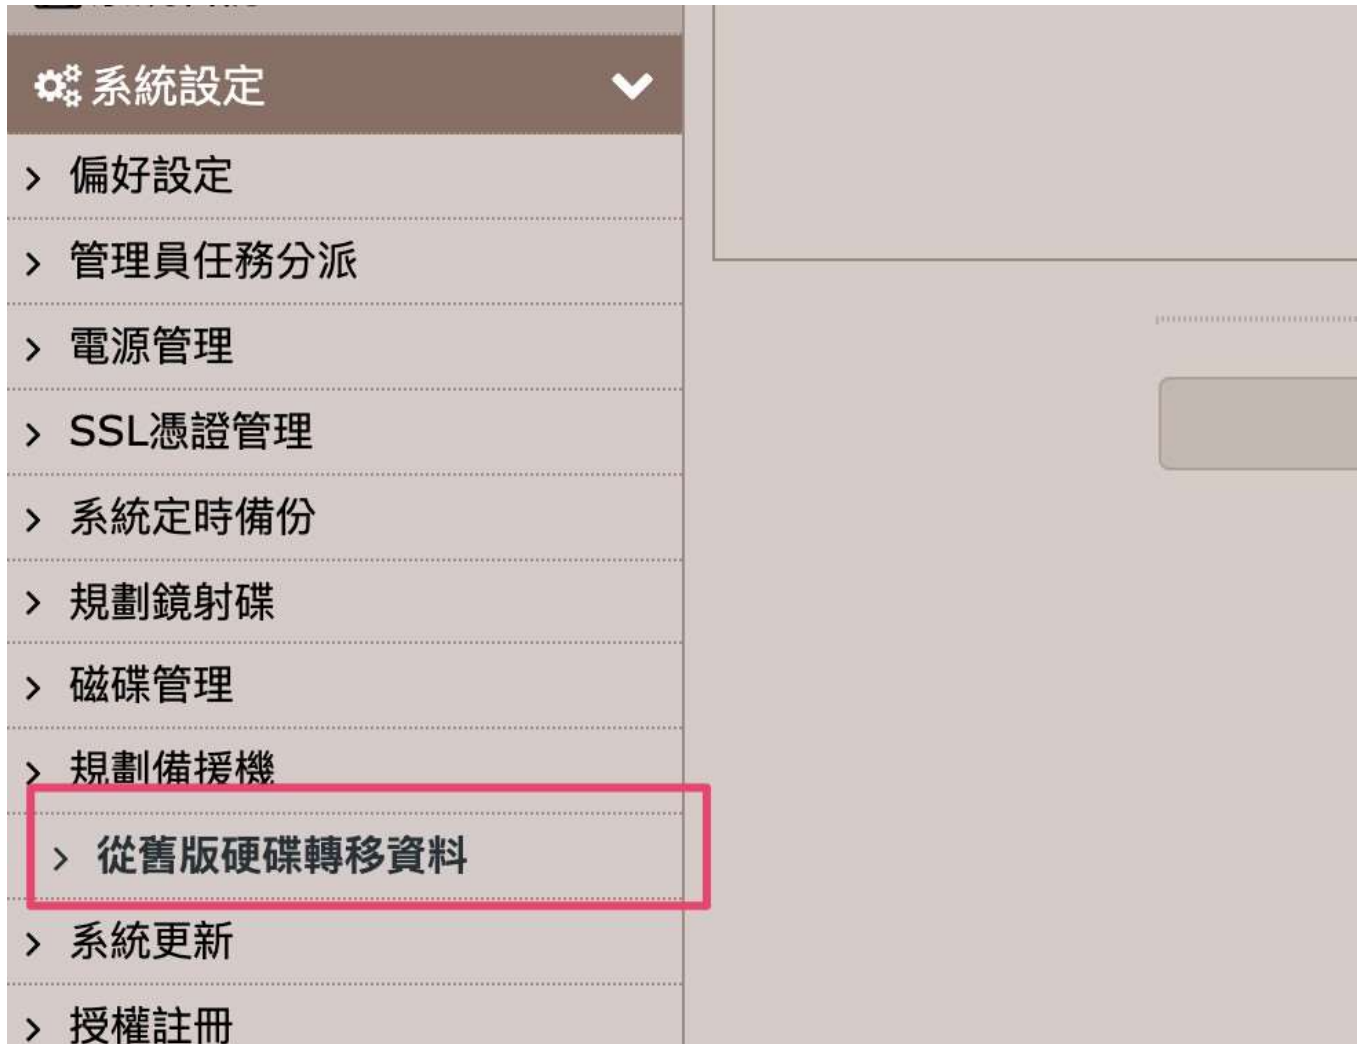 系統設定
偏好設定
管理員任務分派
電源管理
SSL憑證管理
系統定時備份
規劃鏡射碟
磁碟管理
規劃備援機
從舊版硬碟轉移資料
系統更新
授權註冊